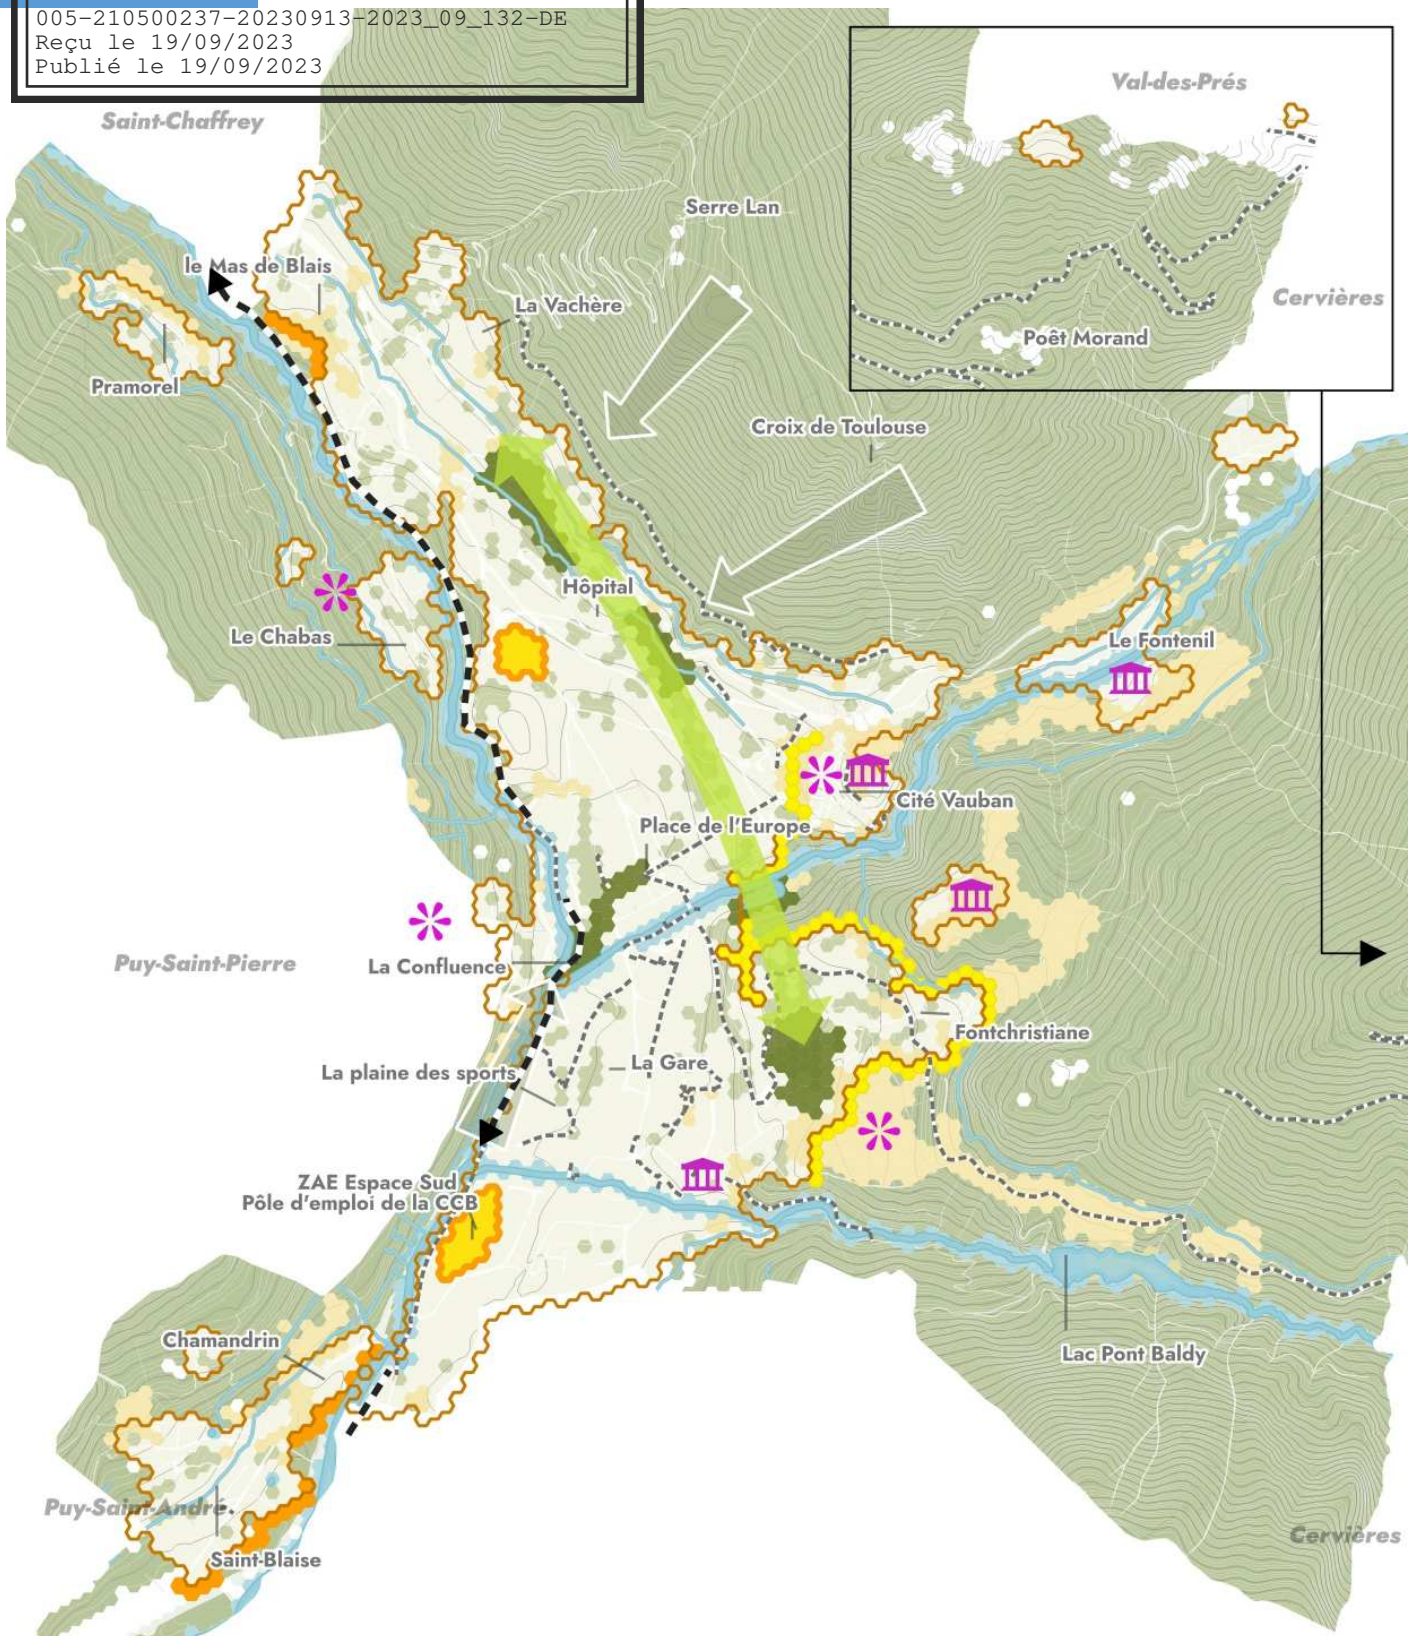 005-210500237-20230913-2023_09_132-DE
Reçu le 19/09/2023
Publié le 19/09/2023
Val-des-Prés
Saint-Chaffrey
Serre Lan
le Mas de Blais
La Vachère
Cervières
Poêt Morand
Pramorel
Croix de Toulouse
Hôpital
Le Chabas
Le Fontenil
Cité Vauban
Place de l'Europe
Puy-Saint-Pierre
La Confluence
Fontchristiane
La Gare
La plaine des sports
ZAE Espace Sud
Pôle d'emploi de la CCB
Chamandrin
Lac Pont Baldy
Puy-Saint-André
Cervières
Saint-Blaise